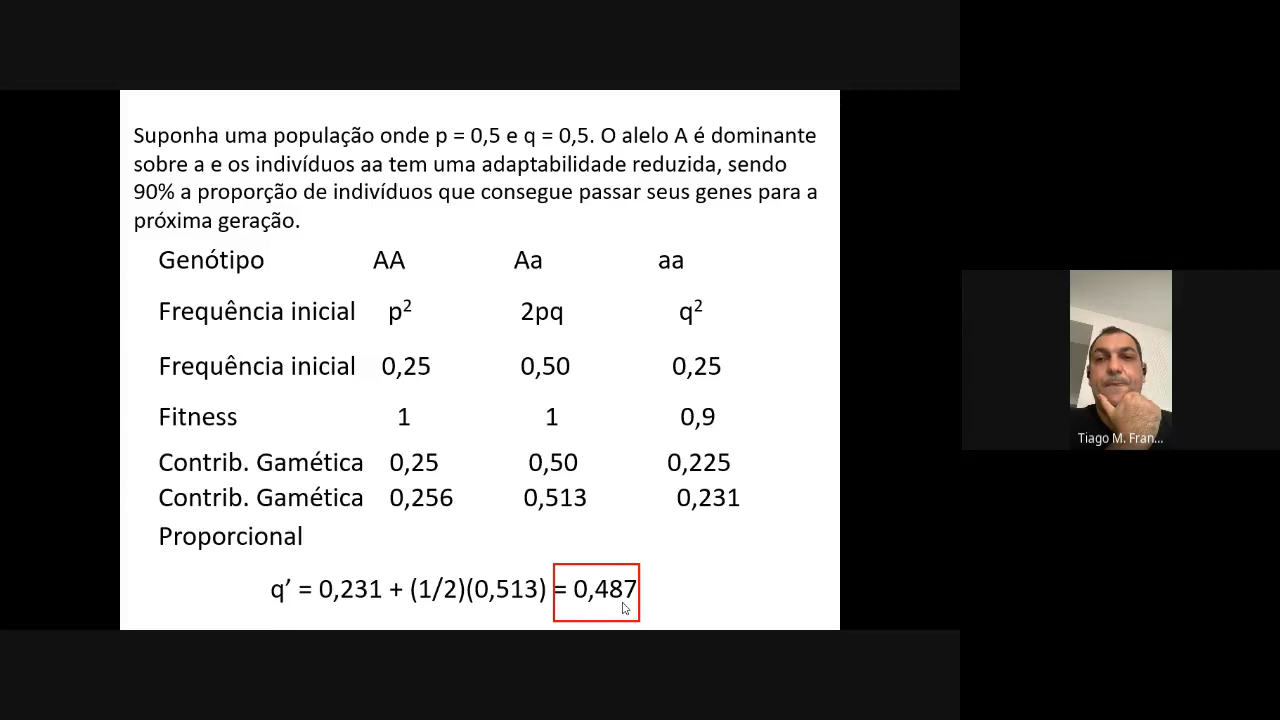 Suponha uma população onde p = 0,5 e q = 0,5. O alelo A é dominante
sobre a e os indivíduos aa tem uma adaptabilidade reduzida, sendo
90% a proporção de indivíduos que consegue passar seus genes para a
próxima geração.
Genótipo AA Aa aa
Frequência inicial p² 2pq q²
Frequência inicial 0,25 0,50 0,25
Fitness 1 1 0,9
Contrib. Gamética 0,25 0,50 0,225
Contrib. Gamética 0,256 0,513 0,231
Proporcional
q’ = 0,231 + (1/2)(0,513) = 0,487
Tiago M. Fran...